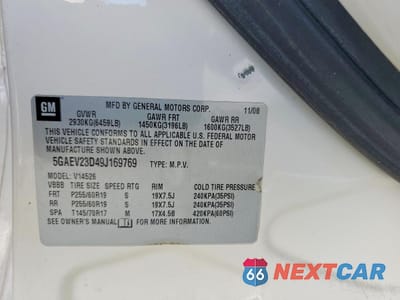 GM
MFD BY GENERAL MOTORS CORP. 11/08
GVWR GAWR FRT GAWR RR
2930KG(6459LB) 1450KG(3196LB) 1600KG(3527LB)
THIS VEHICLE CONFORMS TO ALL APPLICABLE U.S. FEDERAL
MOTOR VEHICLE SAFETY AND THEFT PREVENTION
STANDARDS IN EFFECT ON THE DATE OF
MANUFACTURE SHOWN ABOVE.
5GAEV23D49J169769 TYPE: M.P.V.
MODEL: V14526
VBBB TIRE SIZE SPEED RTG RIM COLD TIRE PRESSURE
FRT P255/60R19 S 19X7.5J 240KPA(35PSI)
RR P255/60R19 S 19X7.5J 240KPA(35PSI)
SPA T145/70R17 M 17X4.5B 420KPA(60PSI)
SEE OWNER'S MANUAL FOR MORE INFORMATION.
66 NEXTCAR